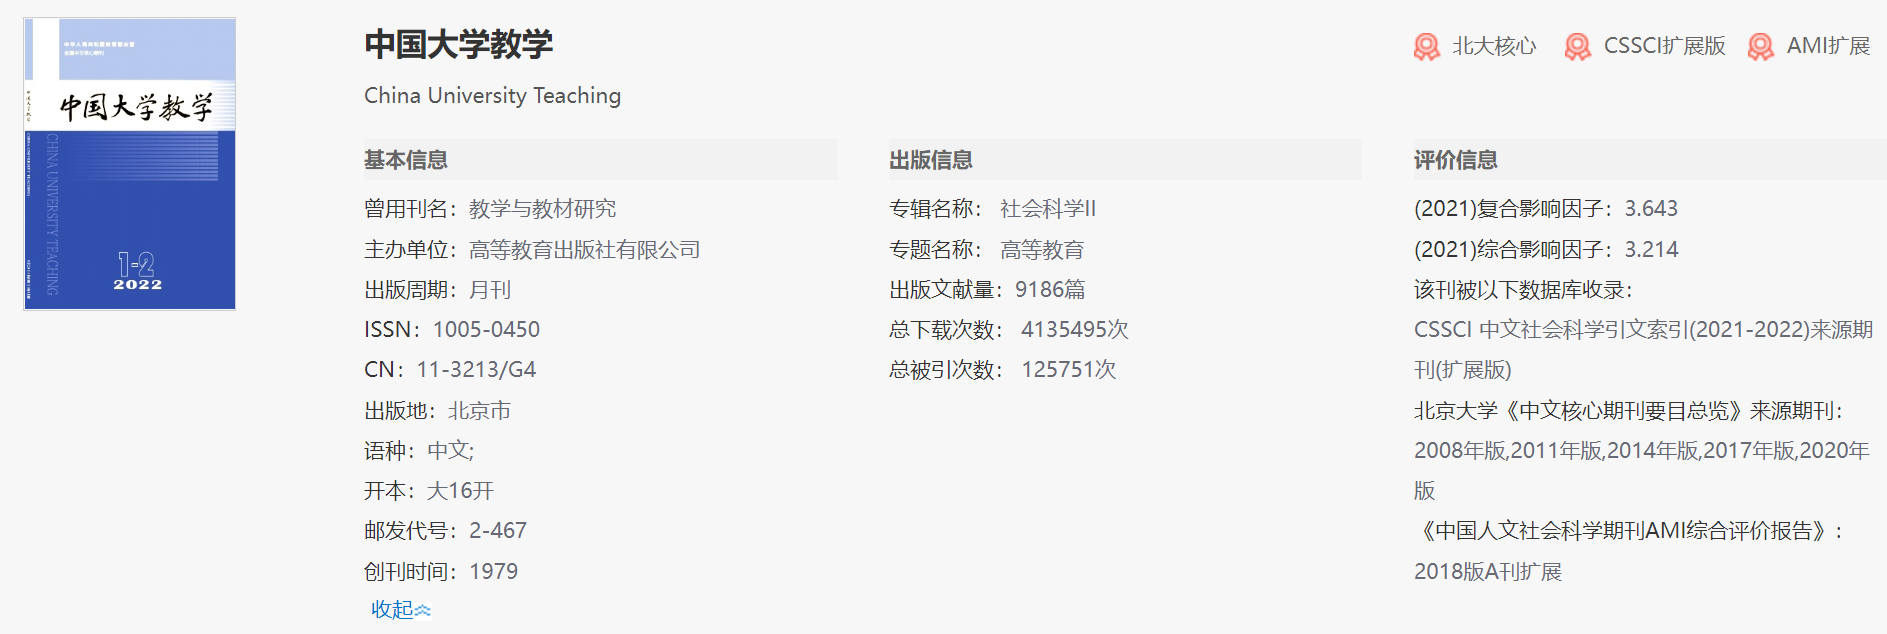 中国大学教学
CHINA UNIVERSITY TEACHING
1-2
2022
中国大学教学
China University Teaching
北大核心 CSSCI扩展版 AMI扩展
基本信息
曾用刊名：教学与教材研究
主办单位：高等教育出版社有限公司
出版周期：月刊
ISSN：1005-0450
CN：11-3213/G4
出版地：北京市
语种：中文;
开本：大16开
邮发代号：2-467
创刊时间：1979
收起
出版信息
专辑名称：社会科学II
专题名称：高等教育
出版文献量：9186篇
总下载次数：4135495次
总被引次数：125751次
评价信息
(2021)复合影响因子：3.643
(2021)综合影响因子：3.214
该刊被以下数据库收录：
CSSCI 中文社会科学引文索引(2021-2022)来源期
刊(扩展版)
北京大学《中文核心期刊要目总览》来源期刊：
2008年版,2011年版,2014年版,2017年版,2020年
版
《中国人文社会科学期刊AMI综合评价报告》：
2018版A刊扩展